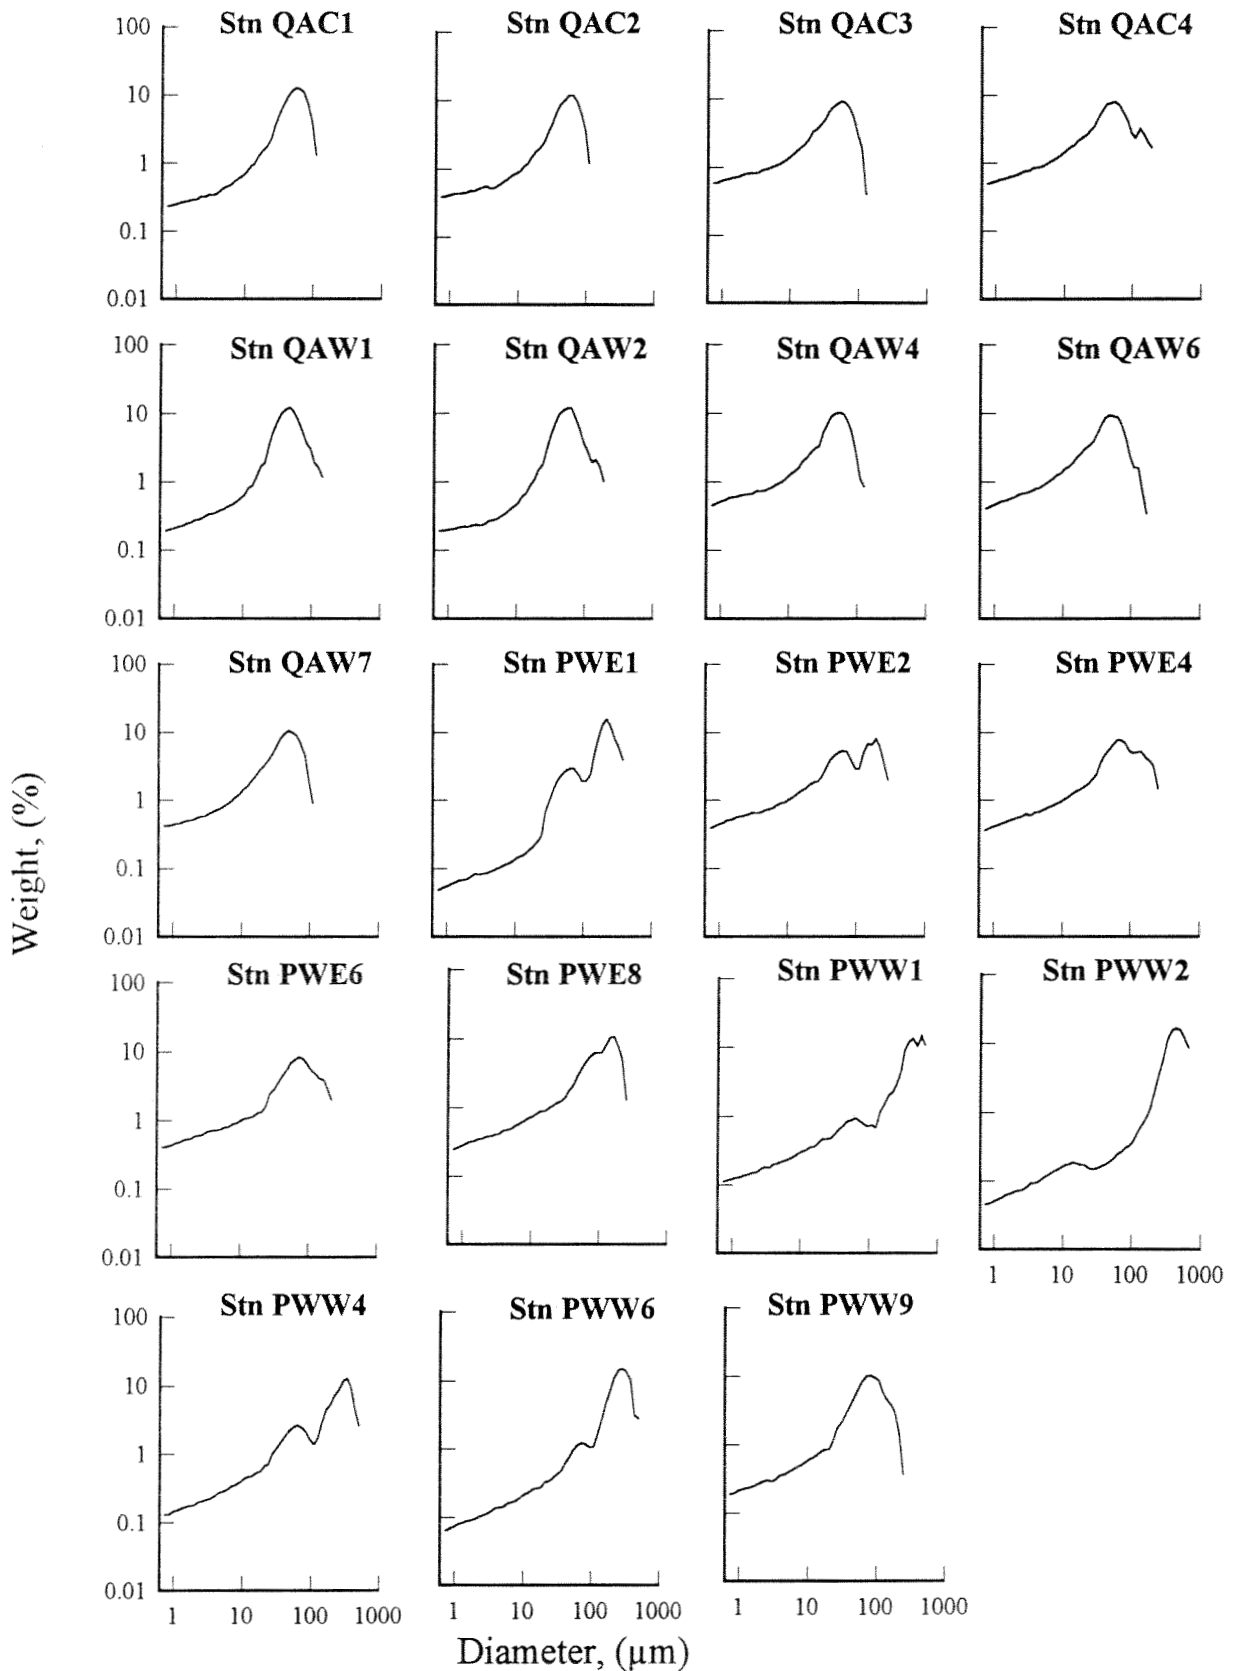 Stn QAC1 Stn QAC2 Stn QAC3 Stn QAC4
100
10
1
0.1
0.01
Stn QAW1 Stn QAW2 Stn QAW4 Stn QAW6
100
10
1
0.1
0.01
Stn QAW7 Stn PWE1 Stn PWE2 Stn PWE4
100
10
1
0.1
0.01
Weight, (%)
Stn PWE6 Stn PWE8 Stn PWW1 Stn PWW2
100
10
1
0.1
0.01
1 10 100 1000
Stn PWW4 Stn PWW6 Stn PWW9
100
10
1
0.1
0.01
1 10 100 1000 1 10 100 1000 1 10 100 1000
Diameter, (µm)